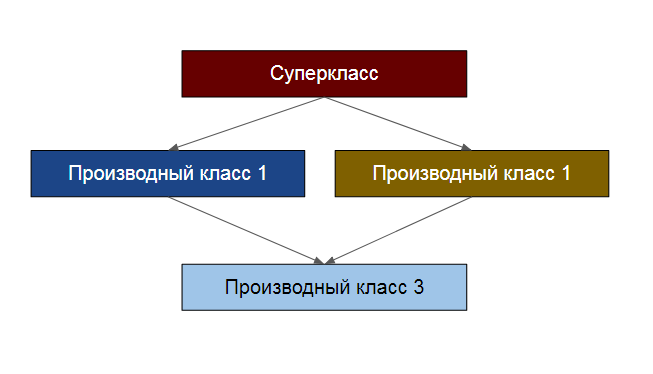 Суперкласс
Производный класс 1
Производный класс 1
Производный класс 3